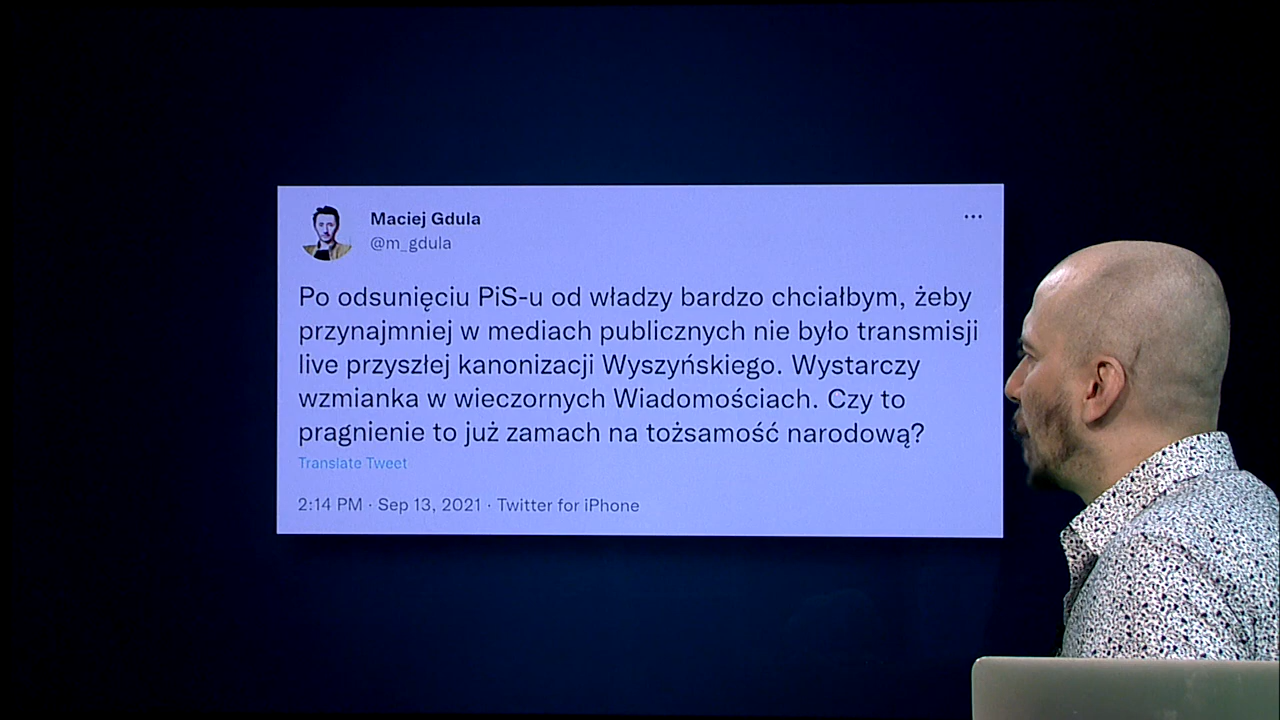 Maciej Gdula
@m_gdula
Po odsunięciu PiS-u od władzy bardzo chciałbym, żeby
przynajmniej w mediach publicznych nie było transmisji
live przyszłej kanonizacji Wyszyńskiego. Wystarczy
wzmianka w wieczornych Wiadomościach. Czy to
pragnienie to już zamach na tożsamość narodową?
Translate Tweet
2:14 PM · Sep 13, 2021 · Twitter for iPhone